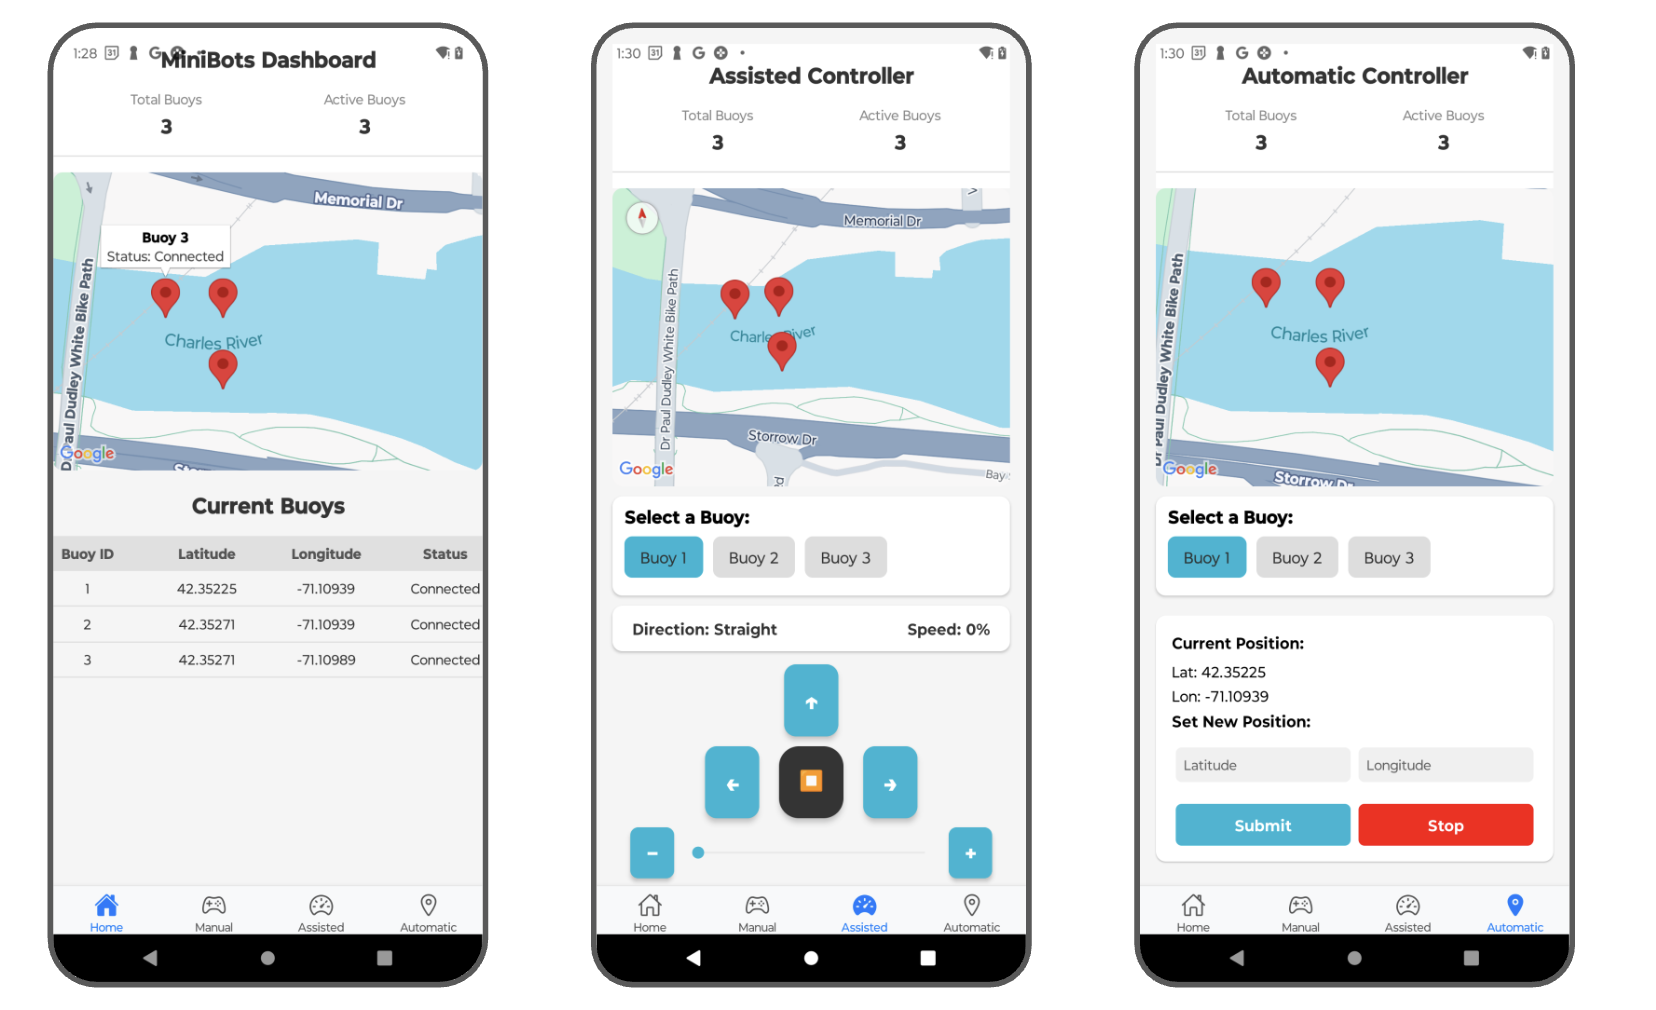 1:28 31 G
MiniBots Dashboard
Total Buoys Active Buoys
3 3
Memorial Dr
Buoy 3
Status: Connected
Dr Paul Dudley White Bike Path
Charles River
Google
Current Buoys
Buoy ID Latitude Longitude Status
1 42.35225 -71.10939 Connected
2 42.35271 -71.10939 Connected
3 42.35271 -71.10989 Connected
Home Manual Assisted Automatic
1:30 31 G
Assisted Controller
Total Buoys Active Buoys
3 3
Memorial Dr
Dr Paul Dudley White Bike Path
Charles River
Storrow Dr
Google
Bay
Select a Buoy:
Buoy 1 Buoy 2 Buoy 3
Direction: Straight Speed: 0%
− +
Home Manual Assisted Automatic
1:30 31 G
Automatic Controller
Total Buoys Active Buoys
3 3
Dr Paul Dudley White Bike Path
Charles River
Google
Storrow Dr
Select a Buoy:
Buoy 1 Buoy 2 Buoy 3
Current Position:
Lat: 42.35225
Lon: -71.10939
Set New Position:
Latitude Longitude
Submit Stop
Home Manual Assisted Automatic